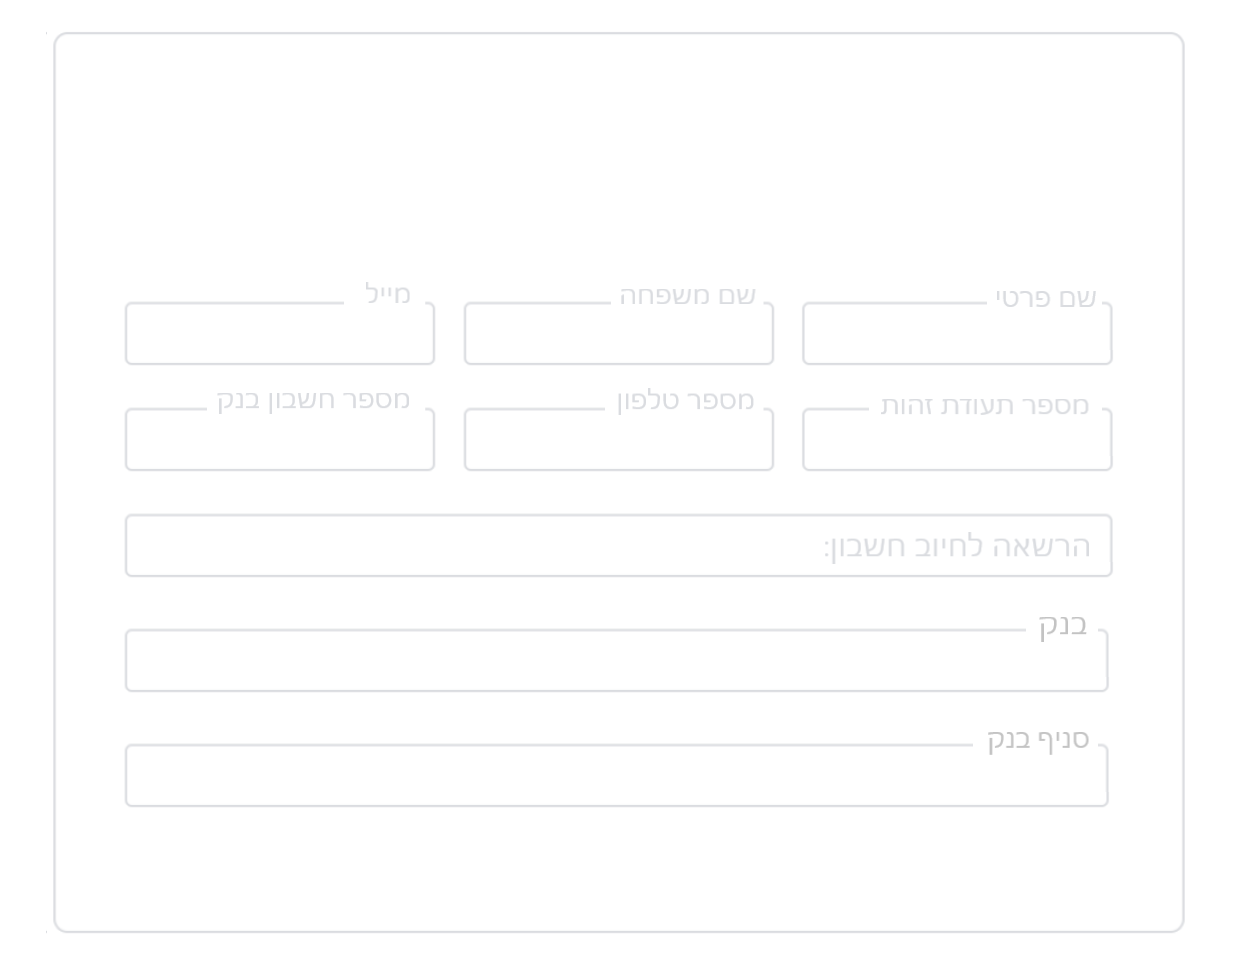 שם פרטי
שם משפחה
מייל
מספר תעודת זהות
מספר טלפון
מספר חשבון בנק
הרשאה לחיוב חשבון:
בנק
סניף בנק